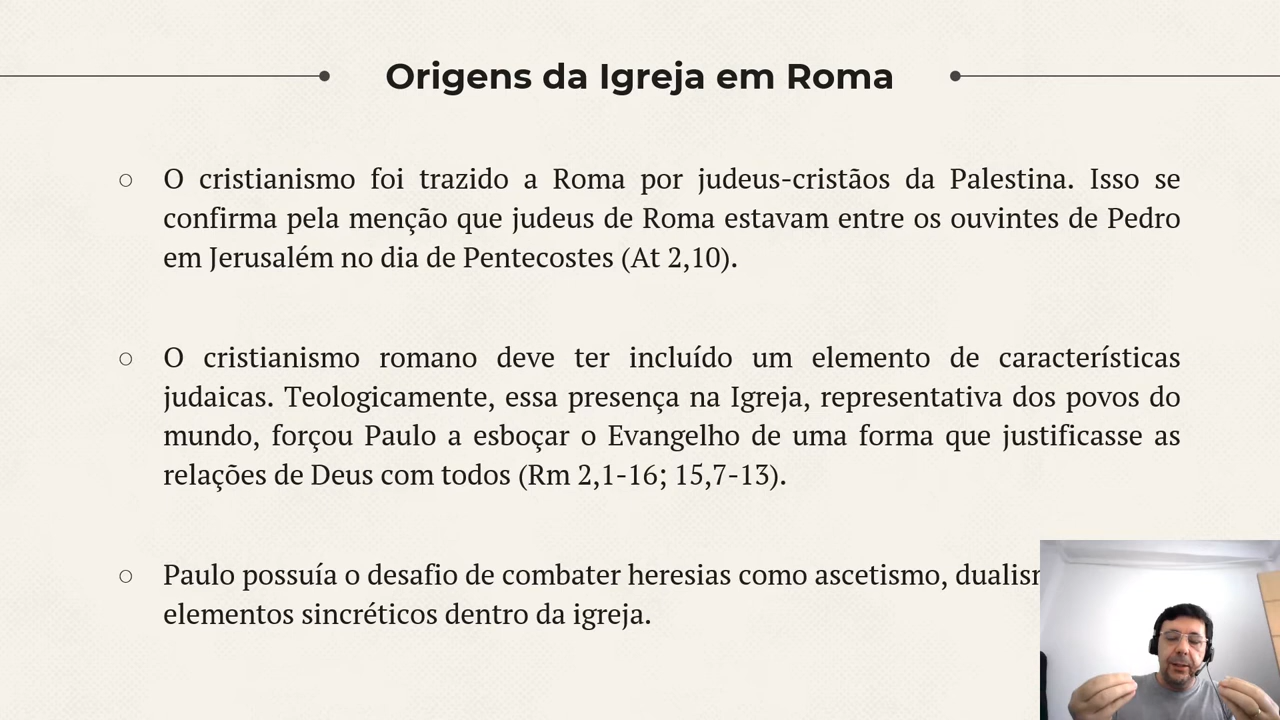 Origens da Igreja em Roma
O cristianismo foi trazido a Roma por judeus-cristãos da Palestina. Isso se
confirma pela menção que judeus de Roma estavam entre os ouvintes de Pedro
em Jerusalém no dia de Pentecostes (At 2,10).
O cristianismo romano deve ter incluído um elemento de características
judaicas. Teologicamente, essa presença na Igreja, representativa dos povos do
mundo, forçou Paulo a esboçar o Evangelho de uma forma que justificasse as
relações de Deus com todos (Rm 2,1-16; 15,7-13).
Paulo possuía o desafio de combater heresias como ascetismo,
elementos sincréticos dentro da igreja.